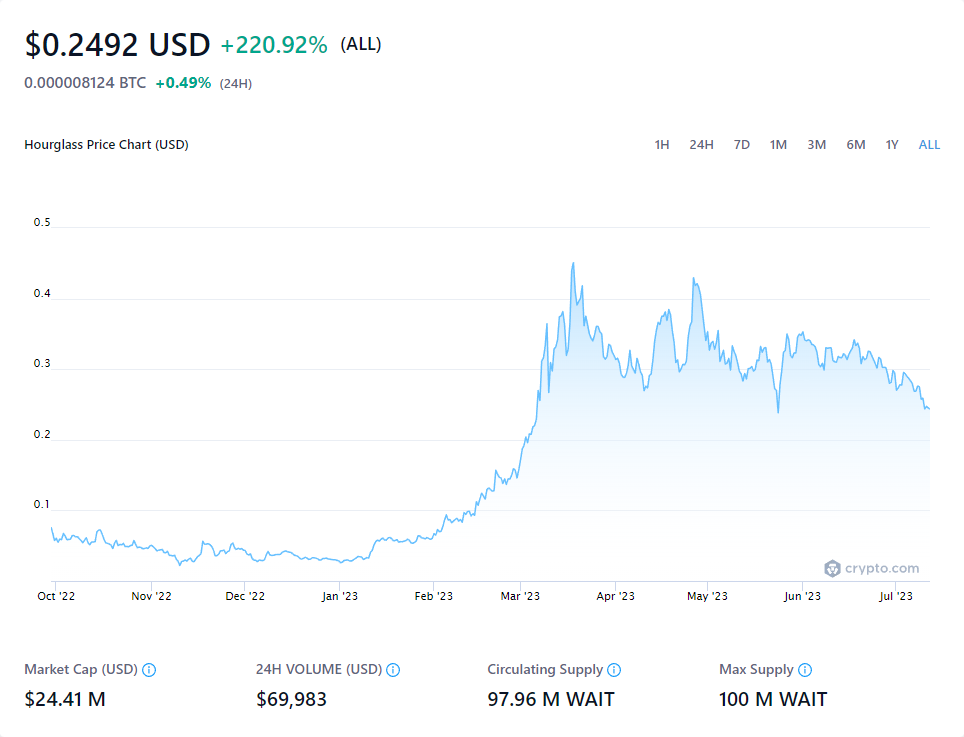 $0.2492 USD +220.92% (ALL)
0.000008124 BTC +0.49% (24H)
Hourglass Price Chart (USD) 1H 24H 7D 1M 3M 6M 1Y ALL
0.5
0.4
0.3
0.2
0.1
crypto.com
Oct '22 Nov '22 Dec '22 Jan '23 Feb '23 Mar '23 Apr '23 May '23 Jun '23 Jul '23
Market Cap (USD) 24H VOLUME (USD) Circulating Supply Max Supply
$24.41 M $69,983 97.96 M WAIT 100 M WAIT